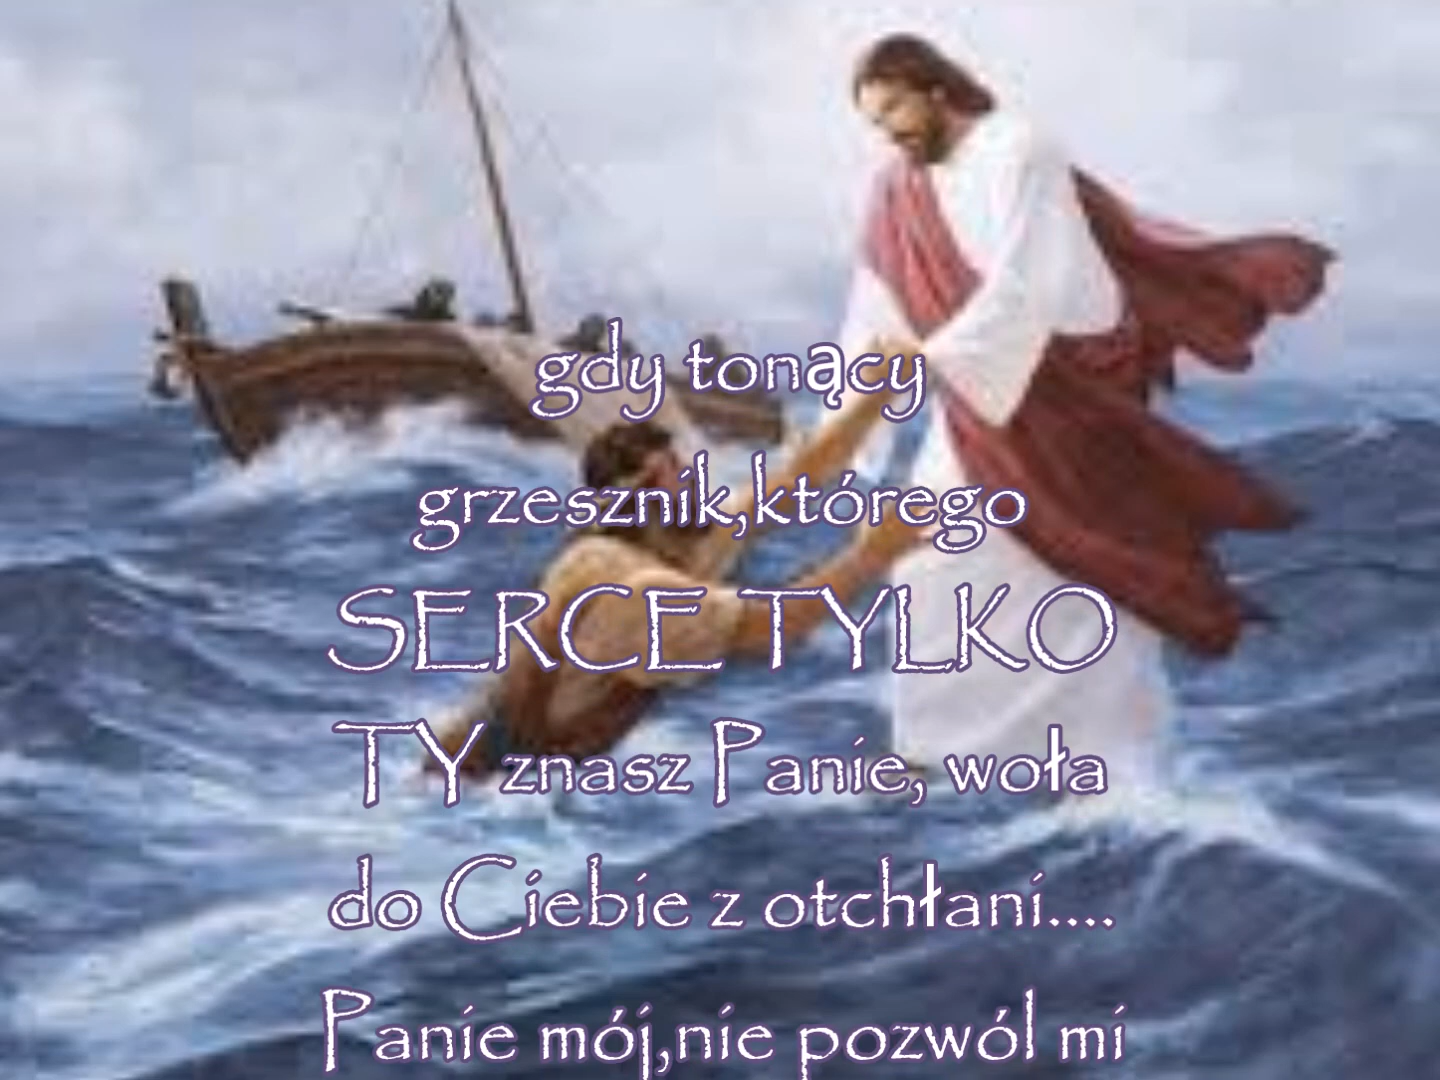 gdy tonący
grzesznik,którego
SERCE TYLKO
TY znasz Panie, woła
do Ciebie z otchłani....
Panie mój,nie pozwól mi